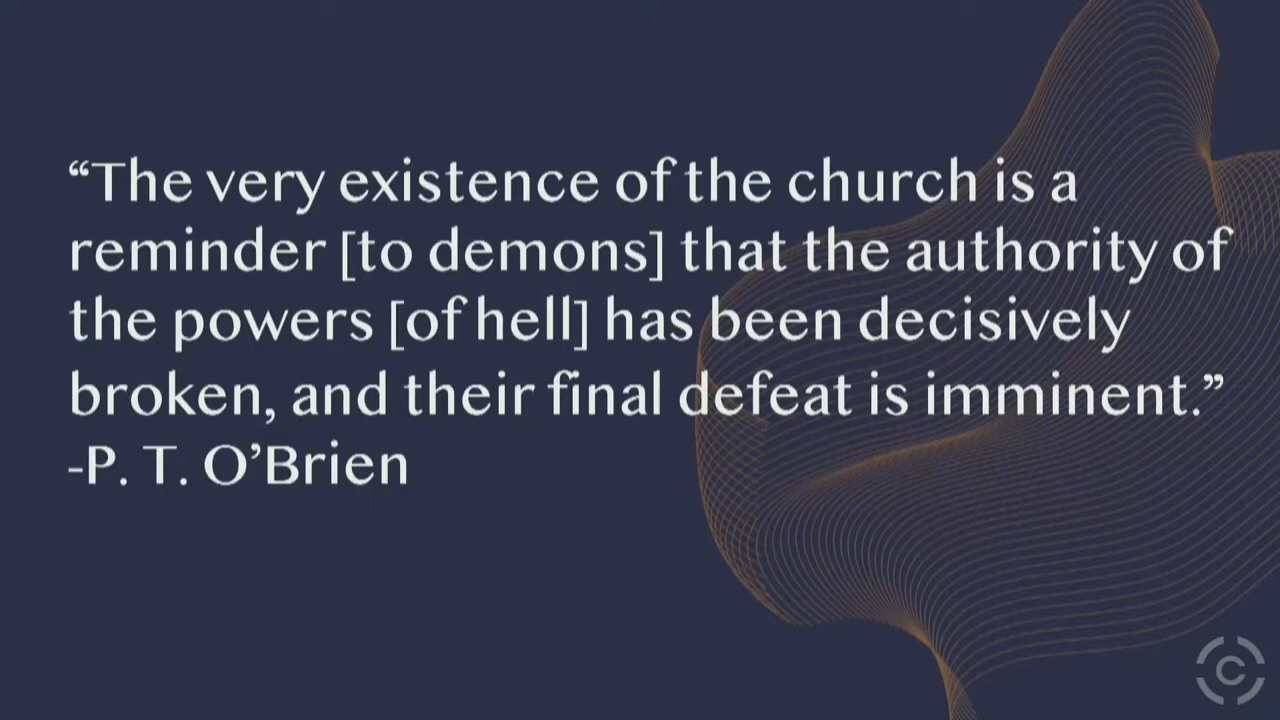 “The very existence of the church is a
reminder [to demons] that the authority of
the powers [of hell] has been decisively
broken, and their final defeat is imminent.”
-P. T. O’Brien
C